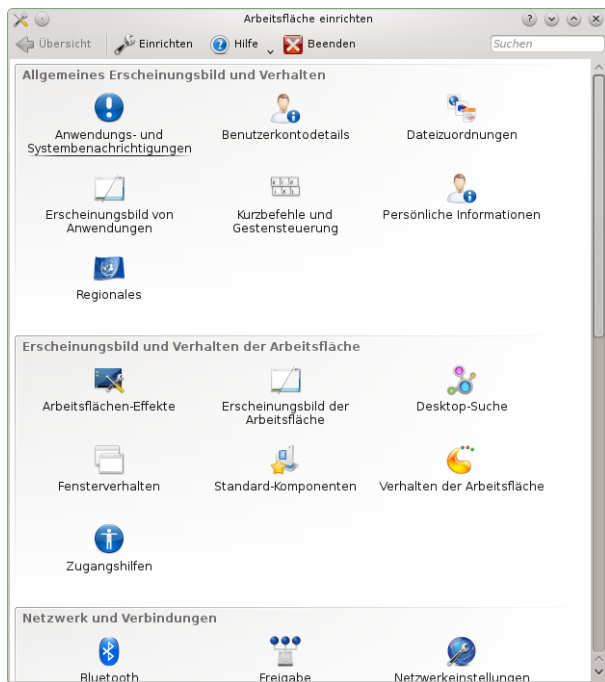 Arbeitsfläche einrichten
Übersicht Einrichten Hilfe Beenden Suchen
Allgemeines Erscheinungsbild und Verhalten
Anwendungs- und
Systembenachrichtigungen
Benutzerkontodetails
Dateizuordnungen
Erscheinungsbild von
Anwendungen
Kurzbefehle und
Gestensteuerung
Persönliche Informationen
Regionales
Erscheinungsbild und Verhalten der Arbeitsfläche
Arbeitsflächen-Effekte
Erscheinungsbild der
Arbeitsfläche
Desktop-Suche
Fensterverhalten
Standard-Komponenten
Verhalten der Arbeitsfläche
Zugangshilfen
Netzwerk und Verbindungen
Bluetooth
Freigabe
Netzwerkeinstellungen